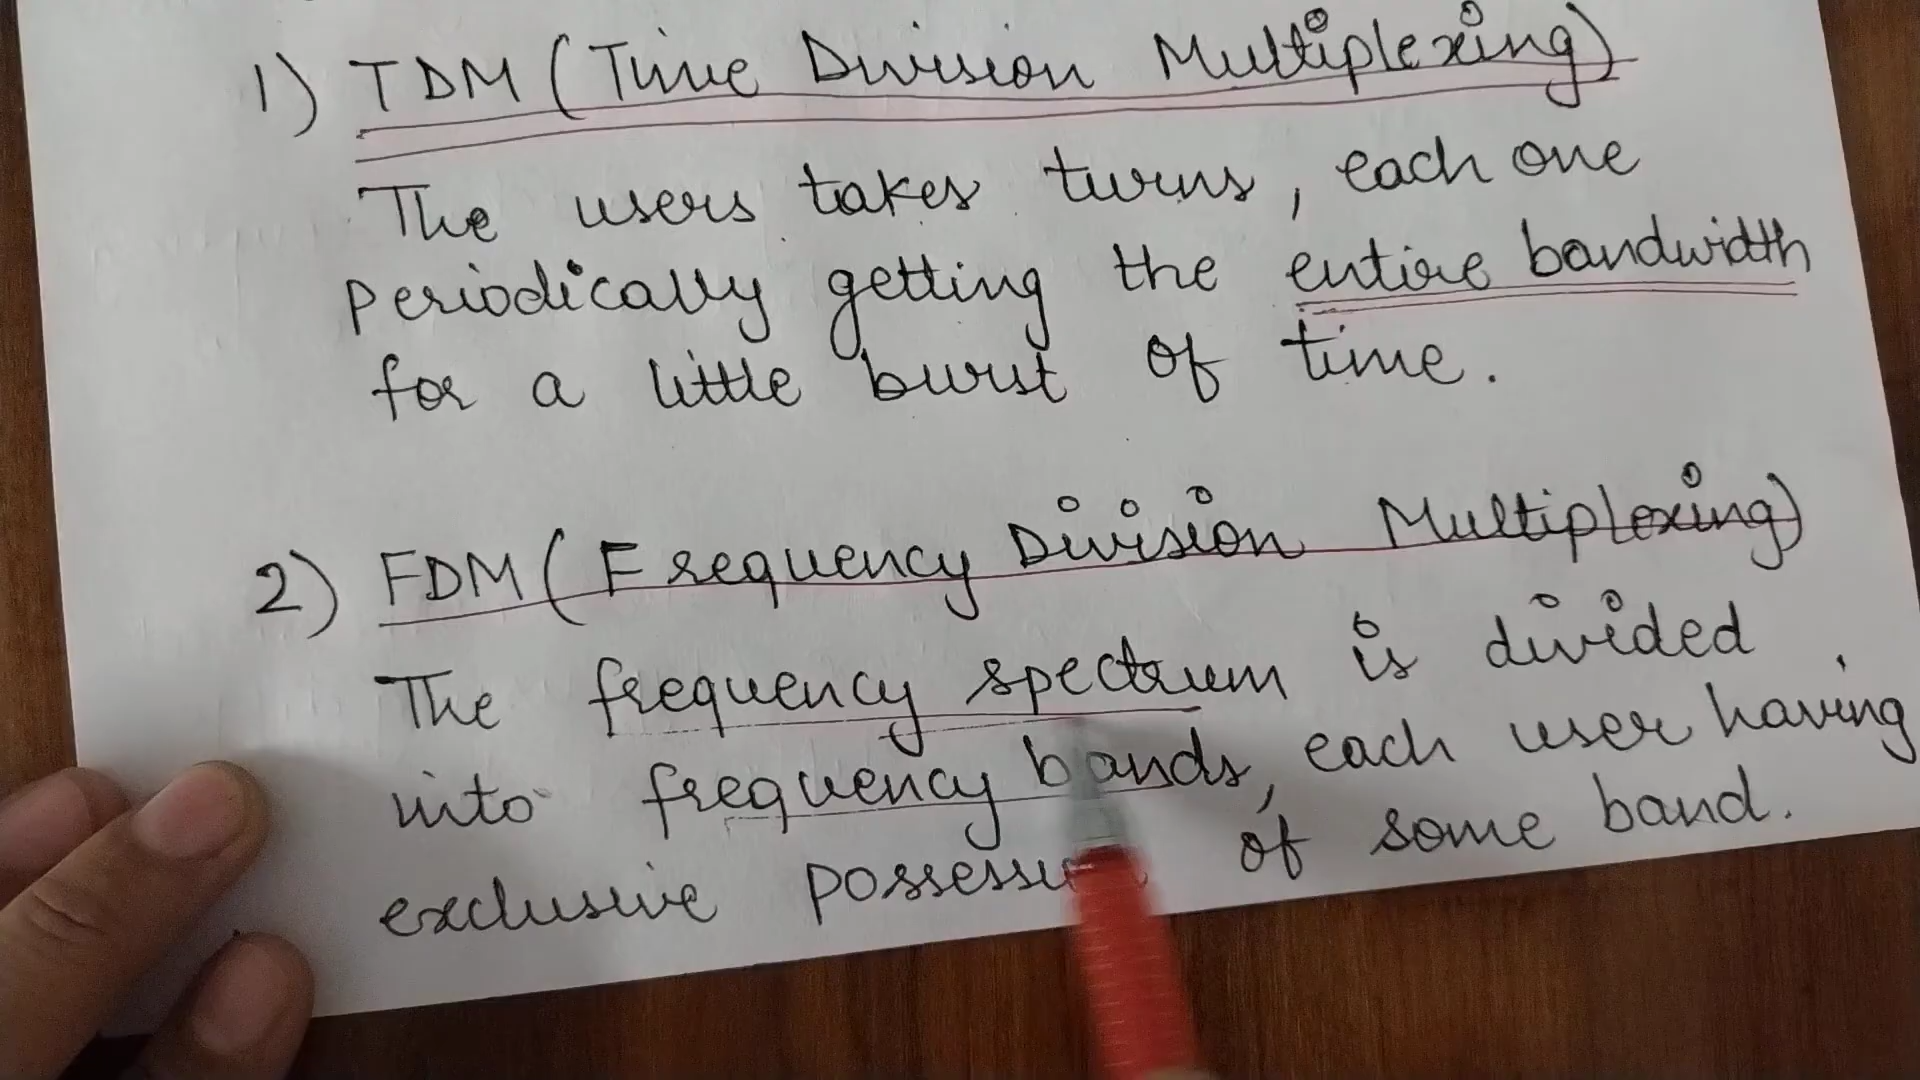 1) TDM (Time Division Multiplexing)
The users takes turns, each one
periodically getting the entire bandwidth
for a little burst of time.
2) FDM (Frequency Division Multiplexing)
The frequency spectrum is divided
into frequency bands, each user having
exclusive of some band.